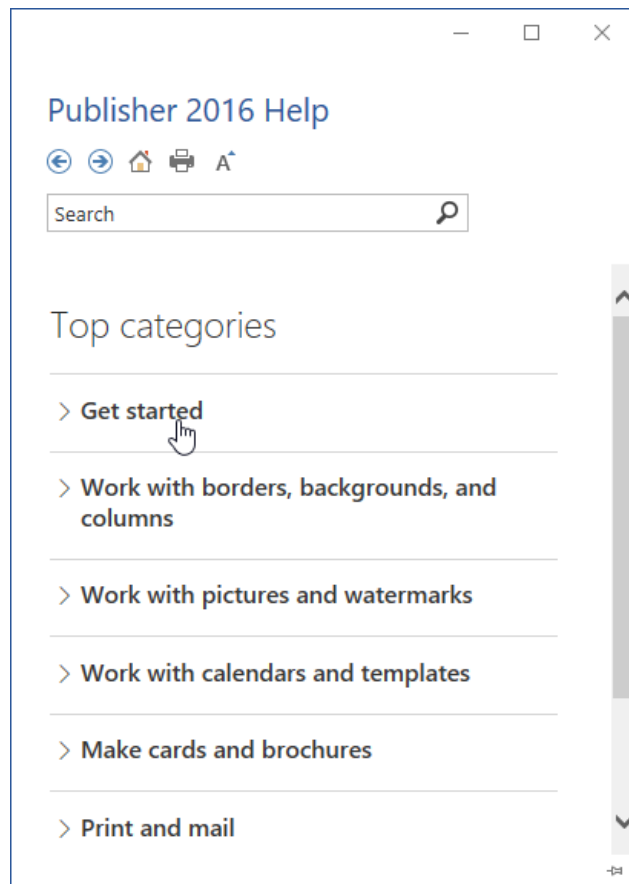 Publisher 2016 Help
A
Search
Top categories
Get started
Work with borders, backgrounds, and
columns
Work with pictures and watermarks
Work with calendars and templates
Make cards and brochures
Print and mail